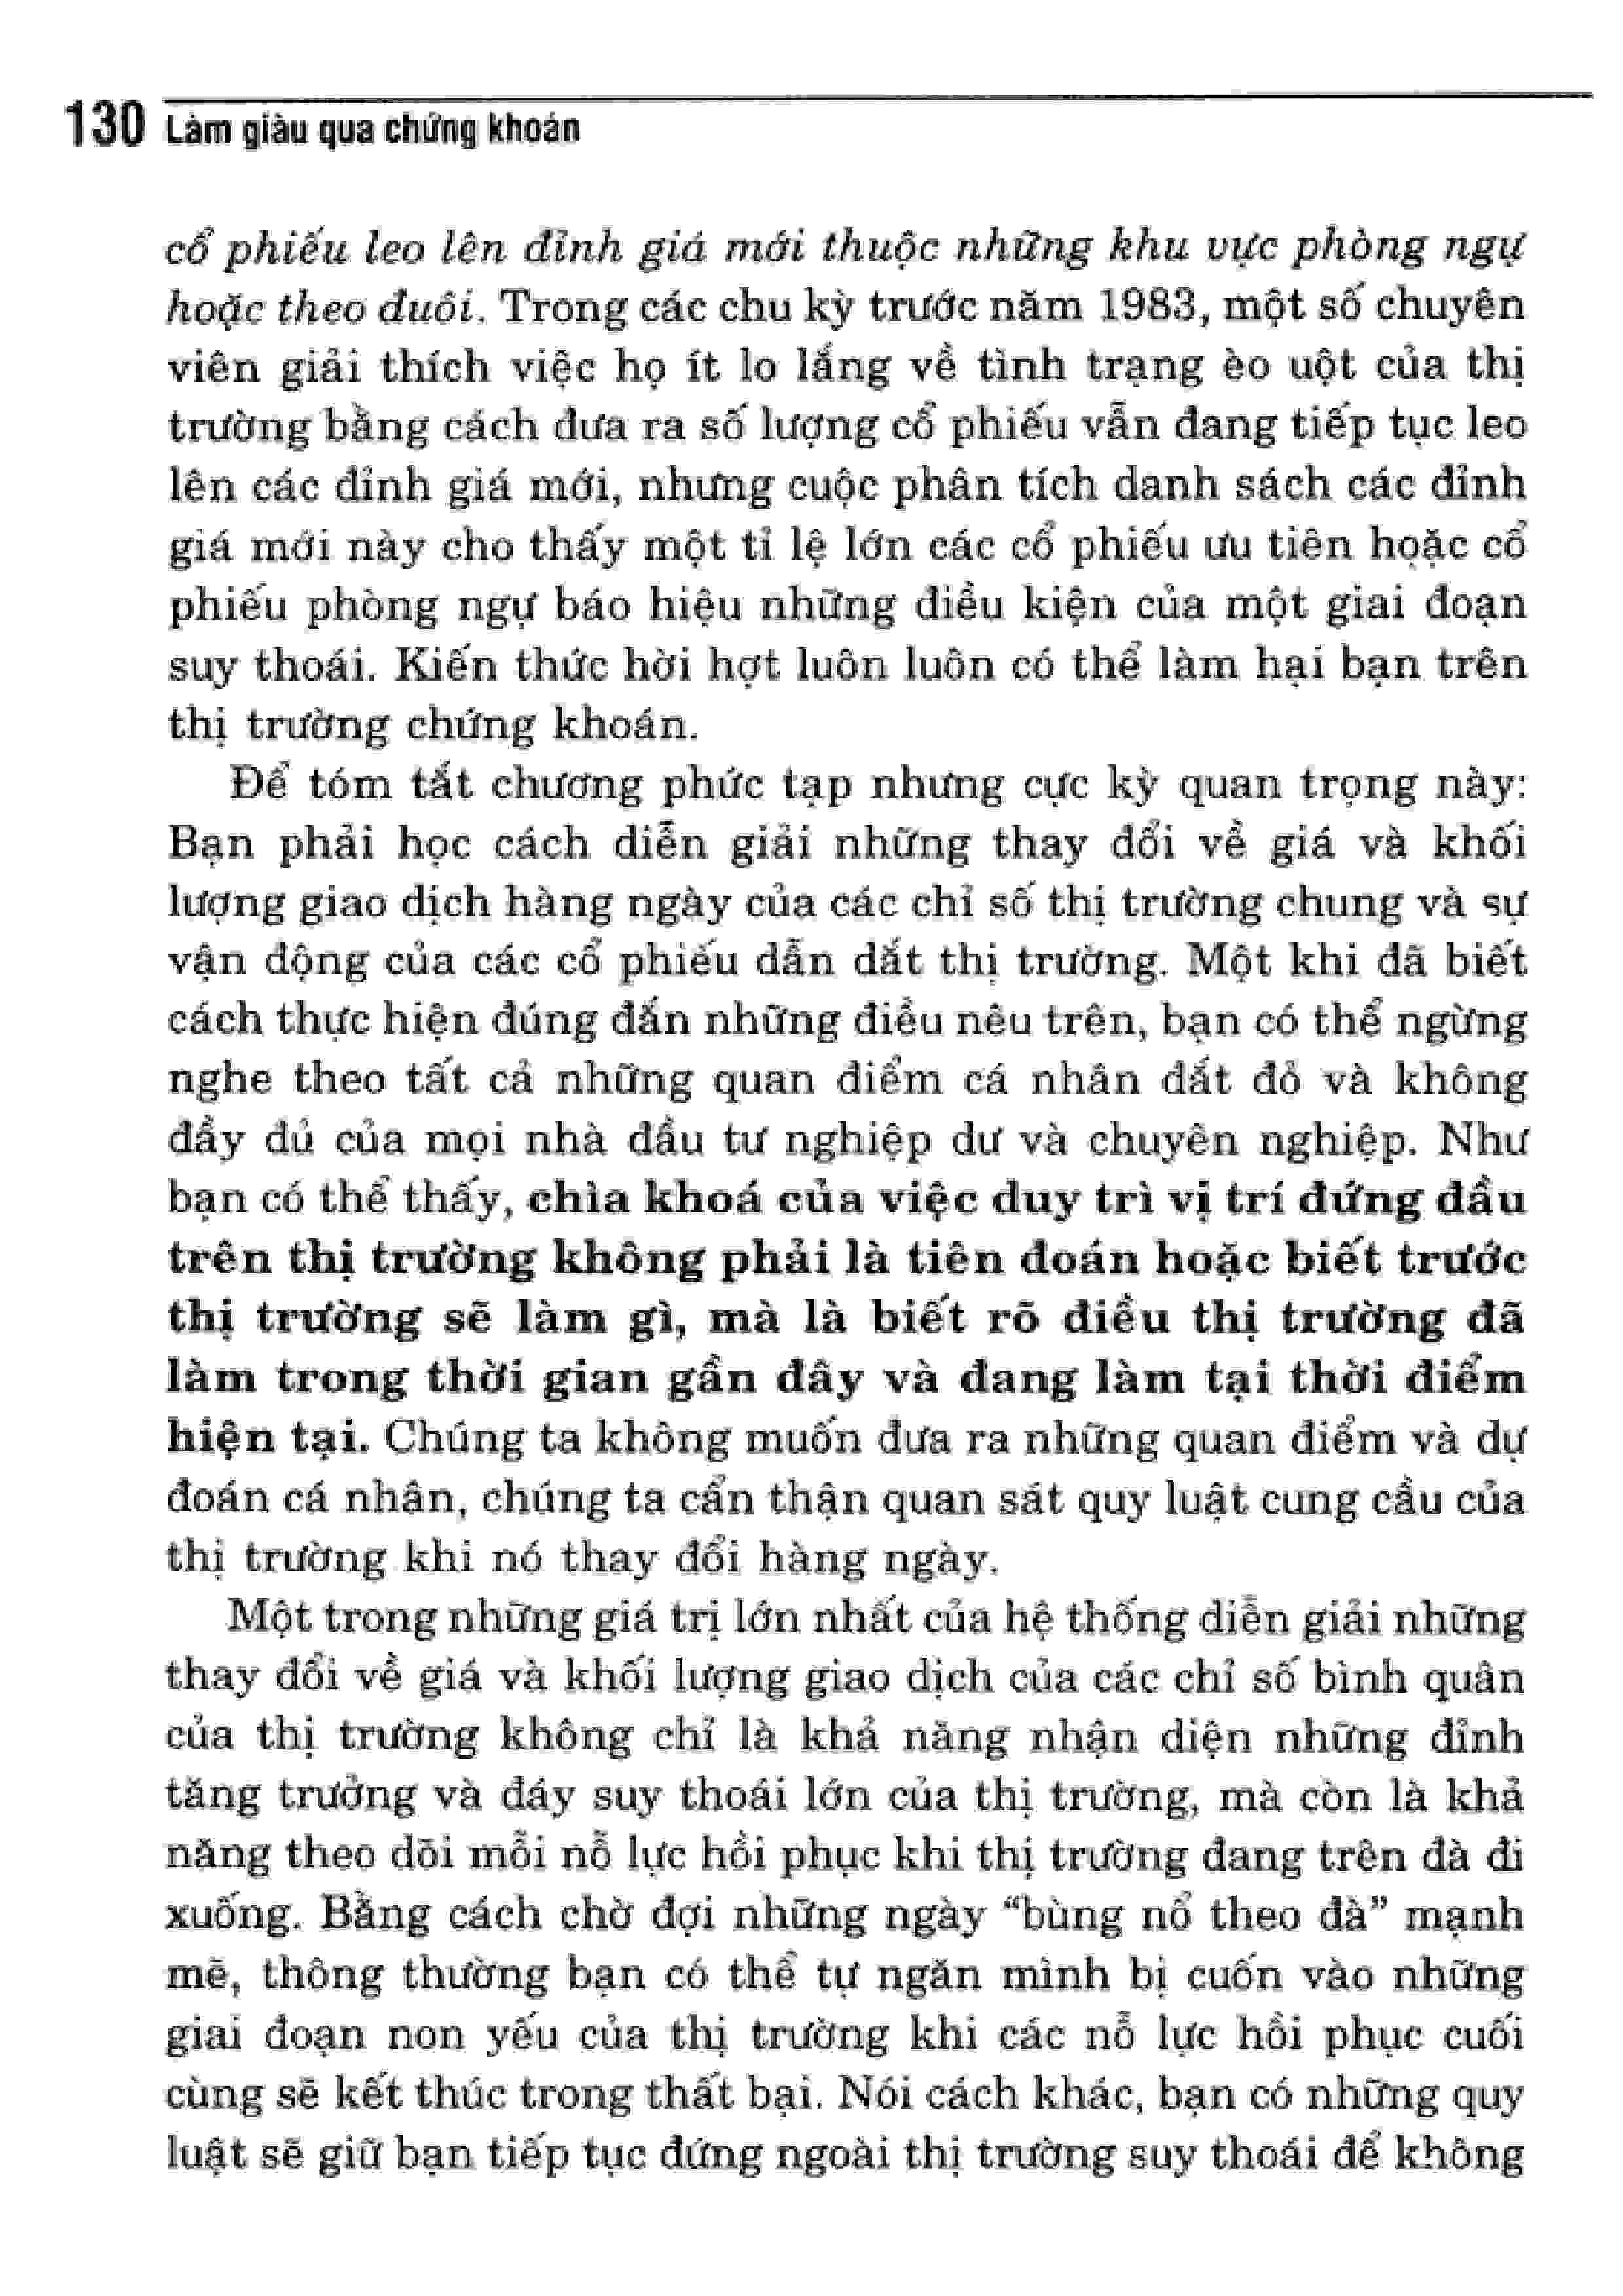 130 Làm giàu qua chứng khoán
cổ phiếu leo lên đỉnh giá mới thuộc những khu vực phòng ngự
hoặc theo đuôi. Trong các chu kỳ trước năm 1983, một số chuyên
viên giải thích việc họ ít lo lắng về tình trạng èo uột của thị
trường bằng cách đưa ra số lượng cổ phiếu vẫn đang tiếp tục leo
lên các đỉnh giá mới, nhưng cuộc phân tích danh sách các đỉnh
giá mới này cho thấy một tỉ lệ lớn các cổ phiếu ưu tiên hoặc cổ
phiếu phòng ngự báo hiệu những điều kiện của một giai đoạn
suy thoái. Kiến thức hời hợt luôn luôn có thể làm hại bạn trên
thị trường chứng khoán.
Để tóm tắt chương phức tạp nhưng cực kỳ quan trọng này:
Bạn phải học cách diễn giải những thay đổi về giá và khối
lượng giao dịch hàng ngày của các chỉ số thị trường chung và sự
vận động của các cổ phiếu dẫn dắt thị trường. Một khi đã biết
cách thực hiện đúng đắn những điều nêu trên, bạn có thể ngừng
nghe theo tất cả những quan điểm cá nhân đắt đỏ và không
đầy đủ của mọi nhà đầu tư nghiệp dư và chuyên nghiệp. Như
bạn có thể thấy, chìa khoá của việc duy trì vị trí đứng đầu
trên thị trường không phải là tiên đoán hoặc biết trước
thị trường sẽ làm gì, mà là biết rõ điều thị trường đã
làm trong thời gian gần đây và đang làm tại thời điểm
hiện tại. Chúng ta không muốn đưa ra những quan điểm và dự
đoán cá nhân, chúng ta cẩn thận quan sát quy luật cung cầu của
thị trường khi nó thay đổi hàng ngày.
Một trong những giá trị lớn nhất của hệ thống diễn giải những
thay đổi về giá và khối lượng giao dịch của các chỉ số bình quân
của thị trường không chỉ là khả năng nhận diện những đỉnh
tăng trưởng và đáy suy thoái lớn của thị trường, mà còn là khả
năng theo dõi mỗi nỗ lực hồi phục khi thị trường đang trên đà đi
xuống. Bằng cách chờ đợi những ngày “bùng nổ theo đà” mạnh
mẽ, thông thường bạn có thể tự ngăn mình bị cuốn vào những
giai đoạn non yếu của thị trường khi các nỗ lực hồi phục cuối
cùng sẽ kết thúc trong thất bại. Nói cách khác, bạn có những quy
luật sẽ giữ bạn tiếp tục đứng ngoài thị trường suy thoái để không